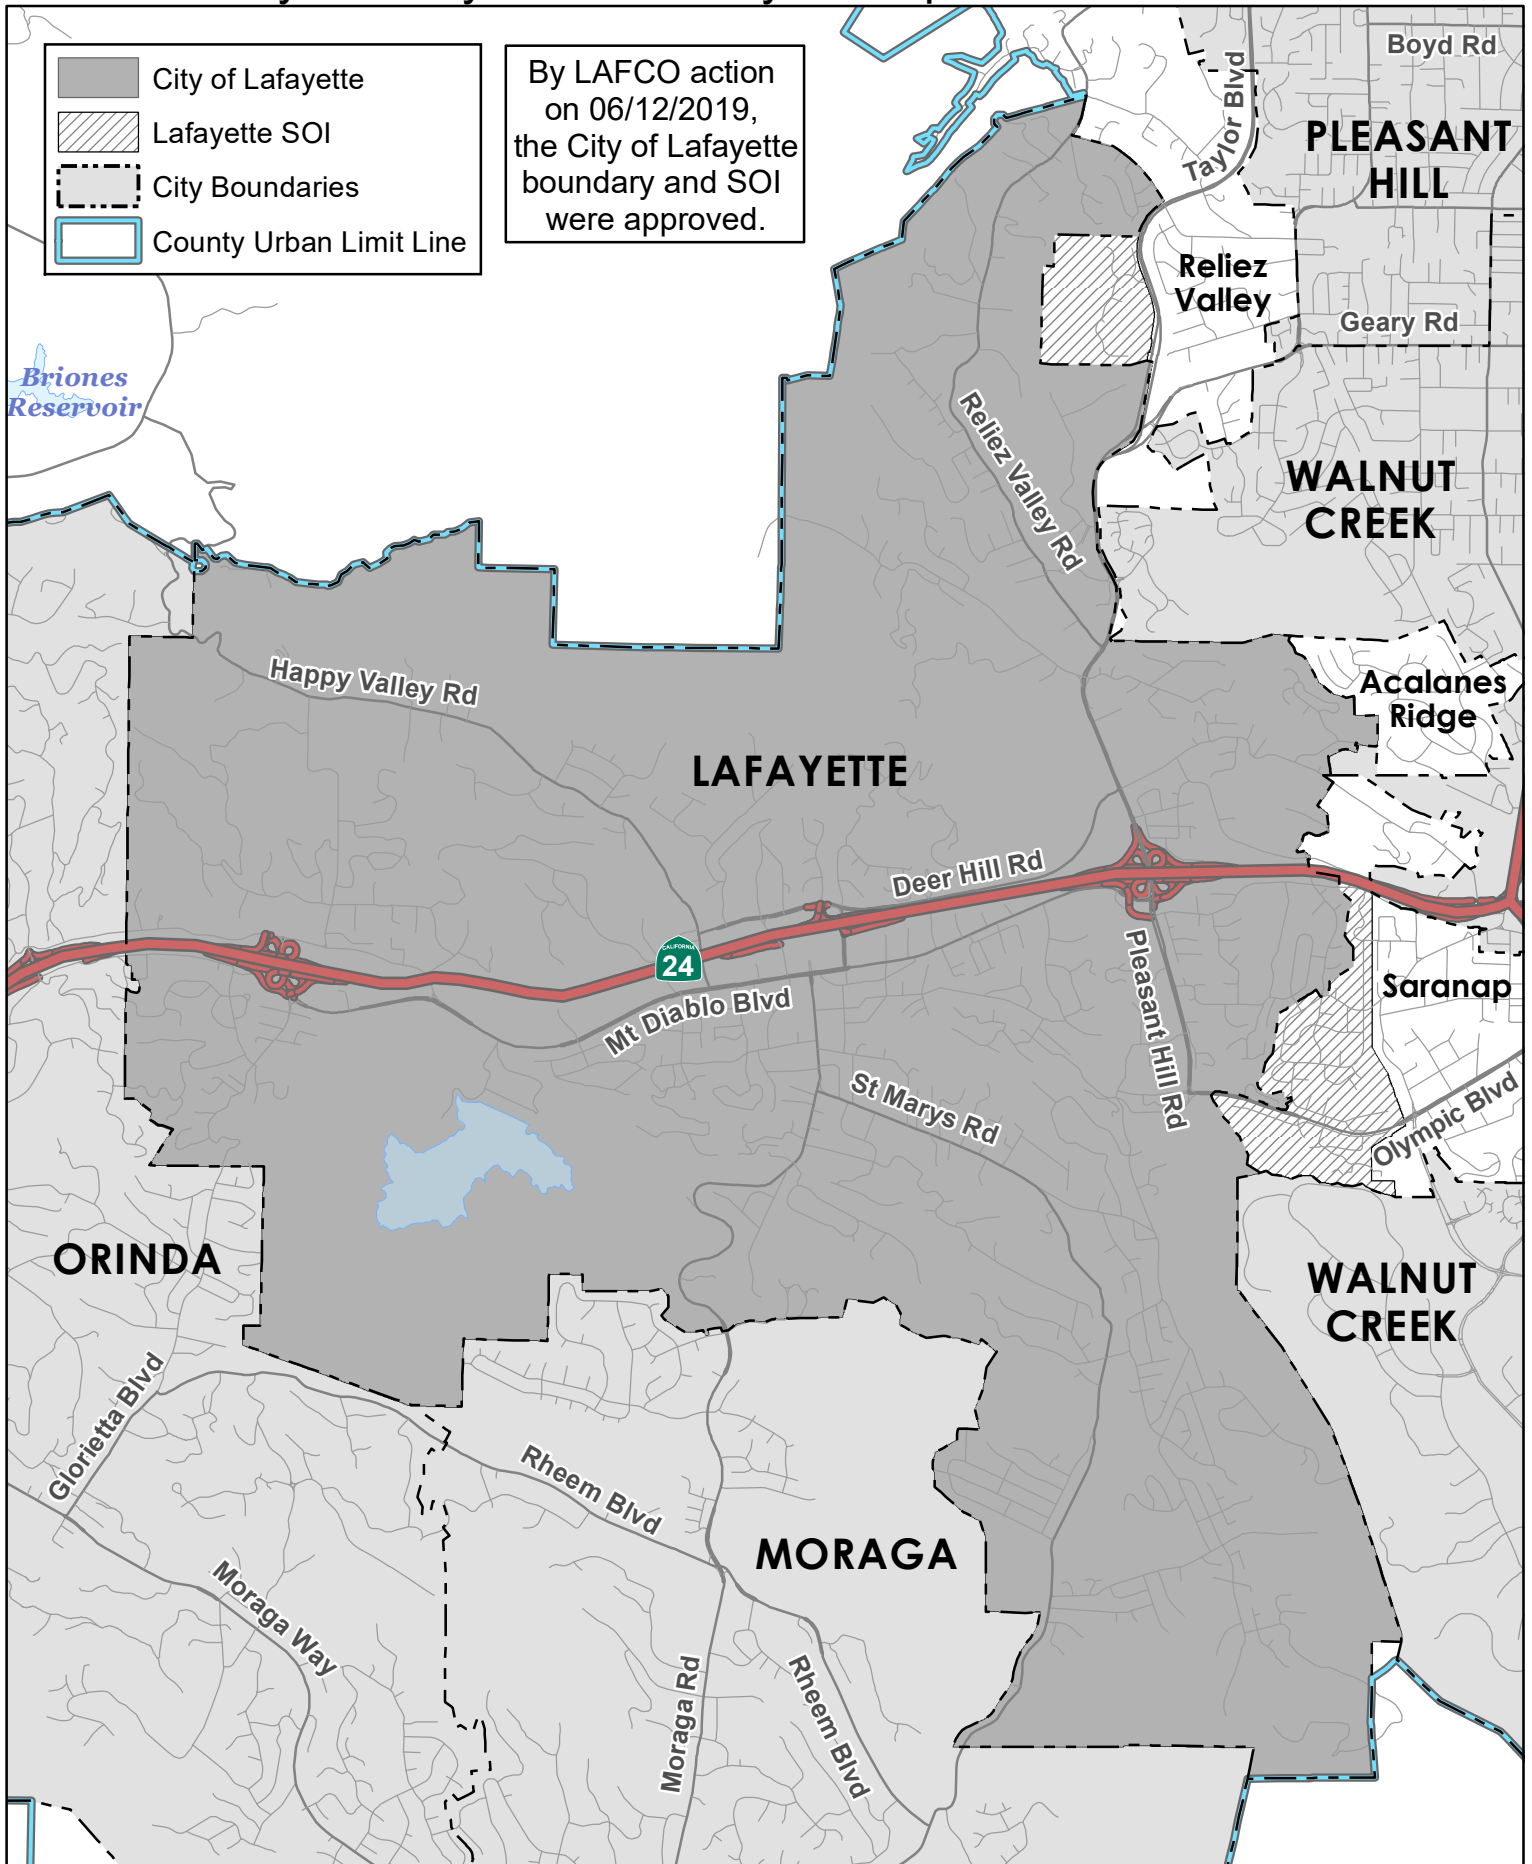 City of Lafayette
Lafayette SOI
City Boundaries
County Urban Limit Line
By LAFCO action
on 06/12/2019,
the City of Lafayette
boundary and SOI
were approved.
Boyd Rd
Taylor Blvd
PLEASANT
HILL
Reliez
Valley
Geary Rd
Briones
Reservoir
Reliez Valley Rd
WALNUT
CREEK
Happy Valley Rd
Acalanes
Ridge
LAFAYETTE
Deer Hill Rd
CALIFORNIA
24
Mt Diablo Blvd
Pleasant Hill Rd
Saranap
St Marys Rd
Olympic Blvd
ORINDA
WALNUT
CREEK
Glorietta Blvd
Rheem Blvd
MORAGA
Moraga Way
Moraga Rd
Rheem Blvd